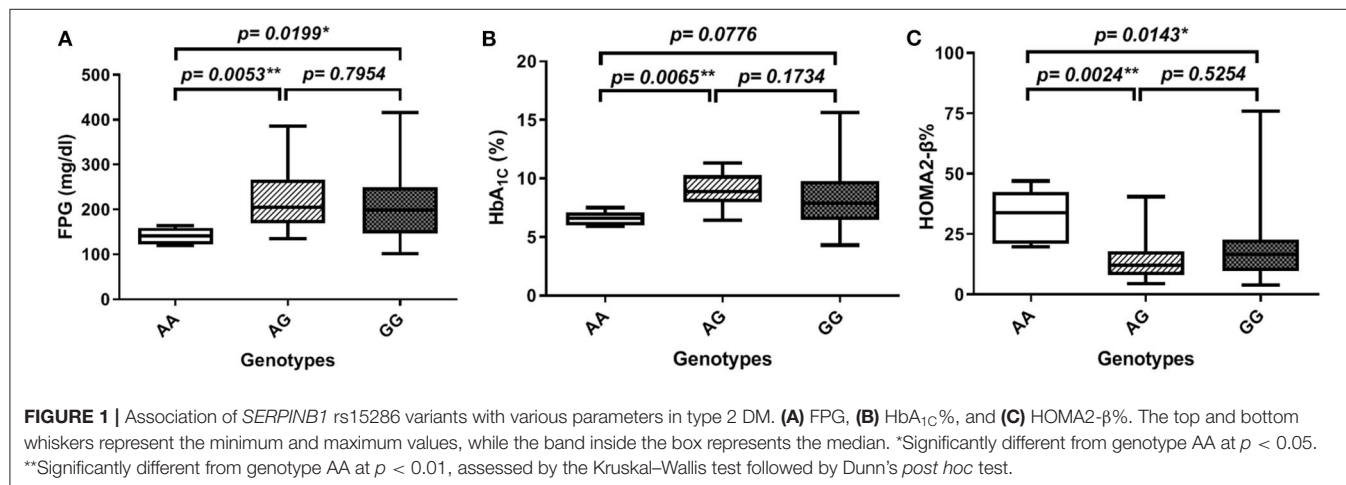 A
p= 0.0199*
p= 0.0053**
p= 0.7954
500
400
300
200
100
0
FPG (mg/dl)
AA
AG
GG
Genotypes
B
p= 0.0776
p= 0.0065**
p= 0.1734
20
15
10
5
0
HbA1C (%)
AA
AG
GG
Genotypes
C
p= 0.0143*
p= 0.0024**
p= 0.5254
100
75
50
25
0
HOMA2-β%
AA
AG
GG
Genotypes
FIGURE 1 | Association of SERPINB1 rs15286 variants with various parameters in type 2 DM. (A) FPG, (B) HbA1C%, and (C) HOMA2-β%. The top and bottom
whiskers represent the minimum and maximum values, while the band inside the box represents the median. *Significantly different from genotype AA at p < 0.05.
**Significantly different from genotype AA at p < 0.01, assessed by the Kruskal–Wallis test followed by Dunn's post hoc test.